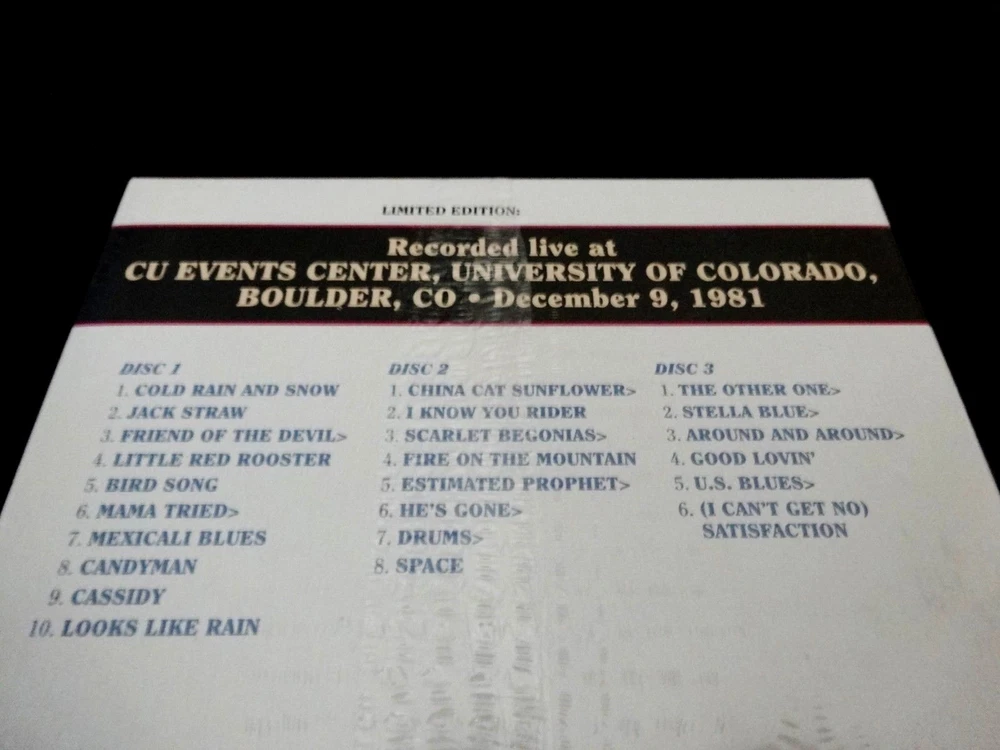 LIMITED EDITION:
Recorded live at
CU EVENTS CENTER, UNIVERSITY OF COLORADO,
BOULDER, CO • December 9, 1981
DISC 1
1. COLD RAIN AND SNOW
2. JACK STRAW
3. FRIEND OF THE DEVIL>
4. LITTLE RED ROOSTER
5. BIRD SONG
6. MAMA TRIED>
7. MEXICALI BLUES
8. CANDYMAN
9. CASSIDY
10. LOOKS LIKE RAIN
DISC 2
1. CHINA CAT SUNFLOWER>
2. I KNOW YOU RIDER
3. SCARLET BEGONIAS>
4. FIRE ON THE MOUNTAIN
5. ESTIMATED PROPHET>
6. HE'S GONE>
7. DRUMS>
8. SPACE
DISC 3
1. THE OTHER ONE>
2. STELLA BLUE>
3. AROUND AND AROUND>
4. GOOD LOVIN'
5. U.S. BLUES>
6. (I CAN'T GET NO)
SATISFACTION